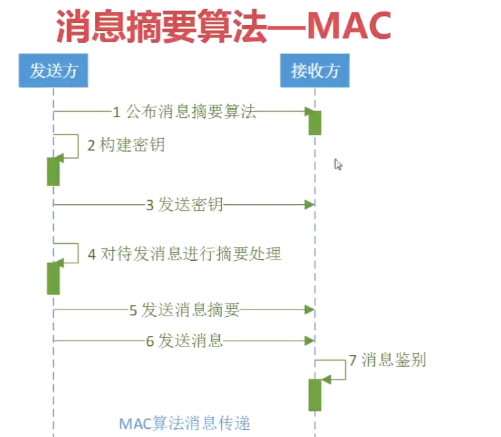 消息摘要算法—MAC
发送方
接收方
1 公布消息摘要算法
2 构建密钥
3 发送密钥
4 对待发消息进行摘要处理
5 发送消息摘要
6 发送消息
7 消息鉴别
MAC算法消息传递